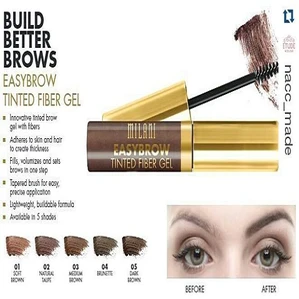 BUILD
BETTER
BROWS
EASYBROW
TINTED FIBER GEL
• Innovative tinted brow
gel with fibers
• Adheres to skin and hair
to create thickness
• Fills, volumizes and sets
brows in one step
• Tapered brush for easy,
precise application
• Lightweight, buildable formula
• Available in 5 shades
MILANI
EASYBROW
TINTED FIBER GEL
nacc_made
01
SOFT
BROWN
02
NATURAL
TAUPE
03
MEDIUM
BROWN
04
BRUNETTE
05
DARK
BROWN
BEFORE
AFTER